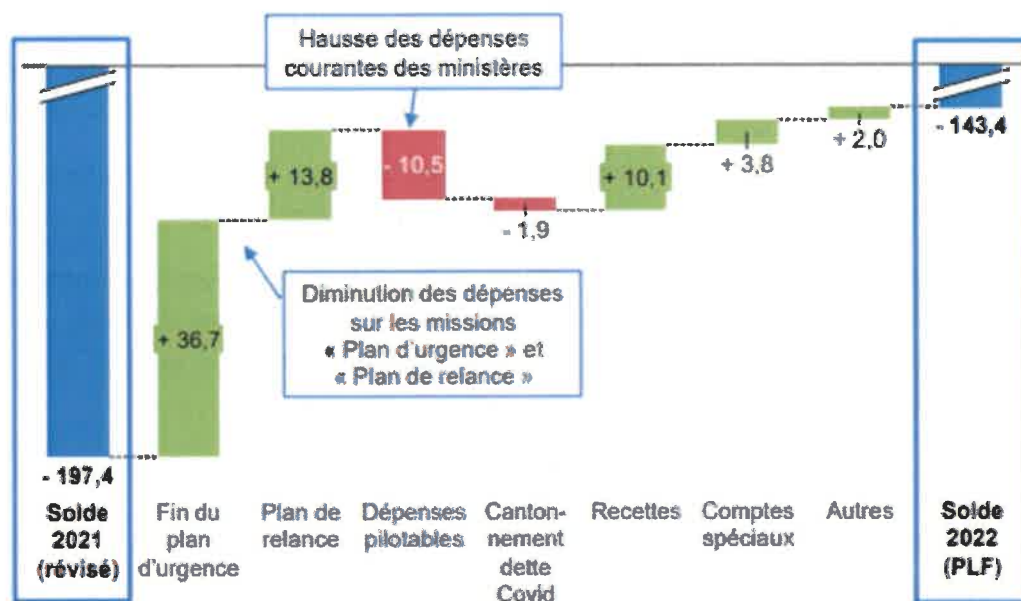 Hausse des dépenses
courantes des ministères
- 143,4
+ 2,0
+ 3,8
+ 13,8
- 10,5
+ 10,1
- 1,9
Diminution des dépenses
sur les missions
« Plan d'urgence » et
« Plan de relance »
+ 36,7
- 197,4
Solde
2021
(révisé)
Fin du
plan
d'urgence
Plan de
relance
Dépenses
pilotables
Canton-
nement
dette
Covid
Recettes
Comptes
spéciaux
Autres
Solde
2022
(PLF)